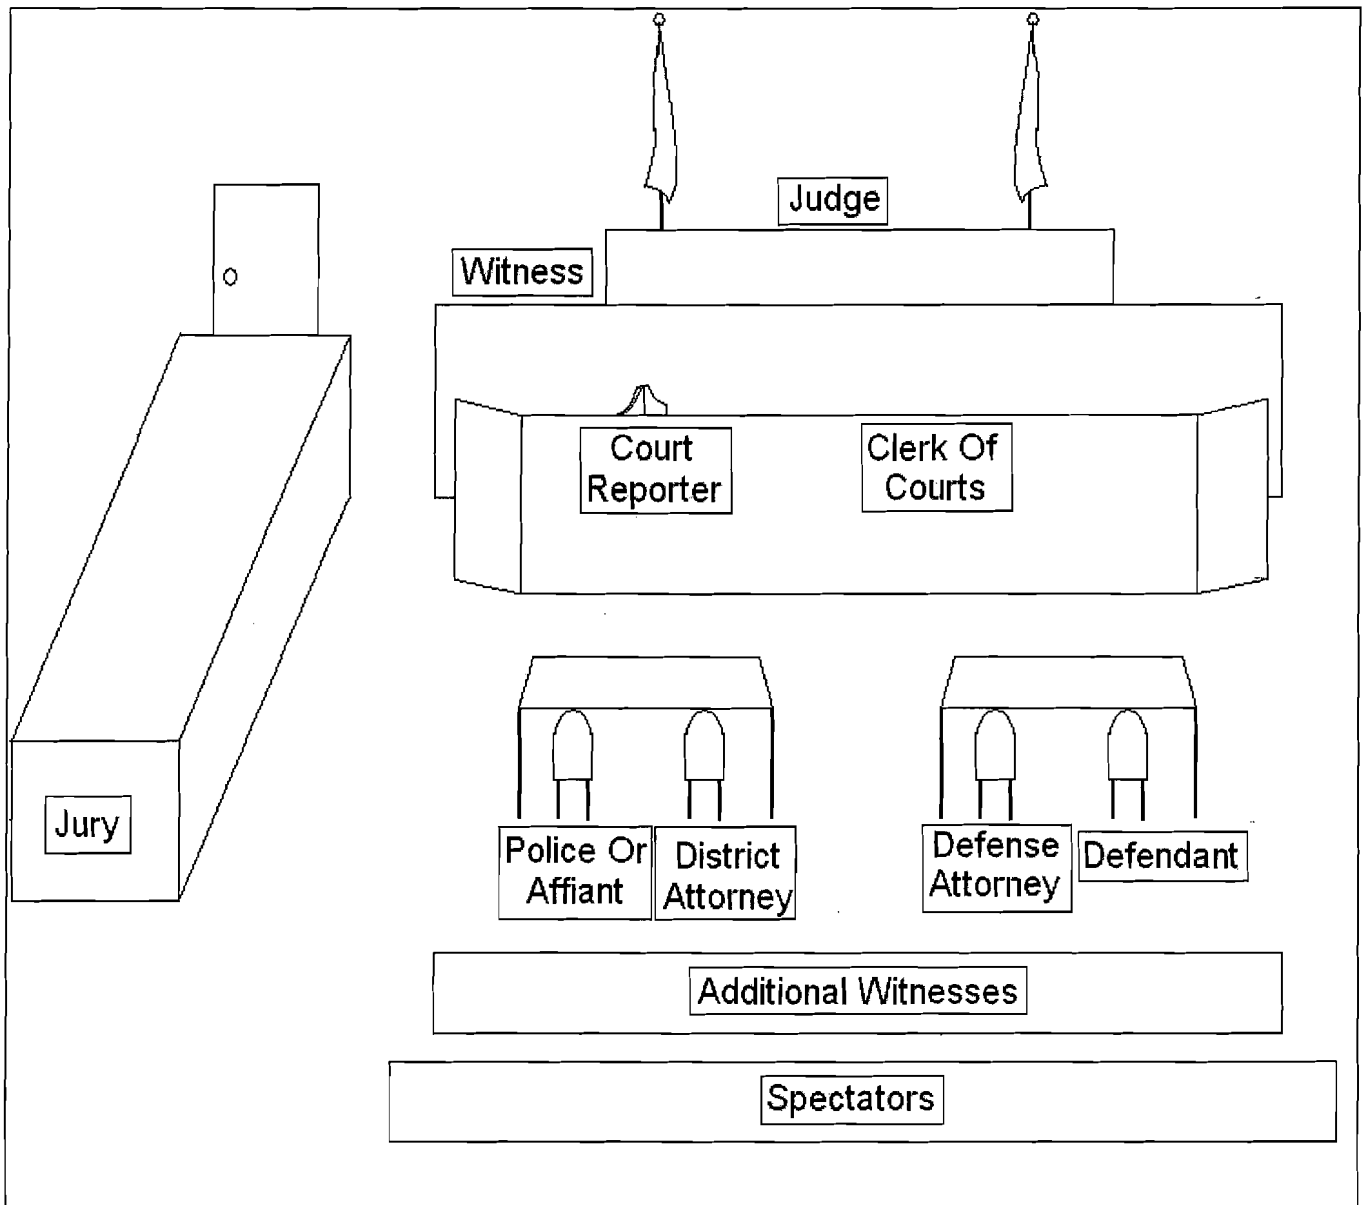 Judge
Witness
Court
Reporter
Clerk Of
Courts
Jury
Police Or
Affiant
District
Attorney
Defense
Attorney
Defendant
Additional Witnesses
Spectators